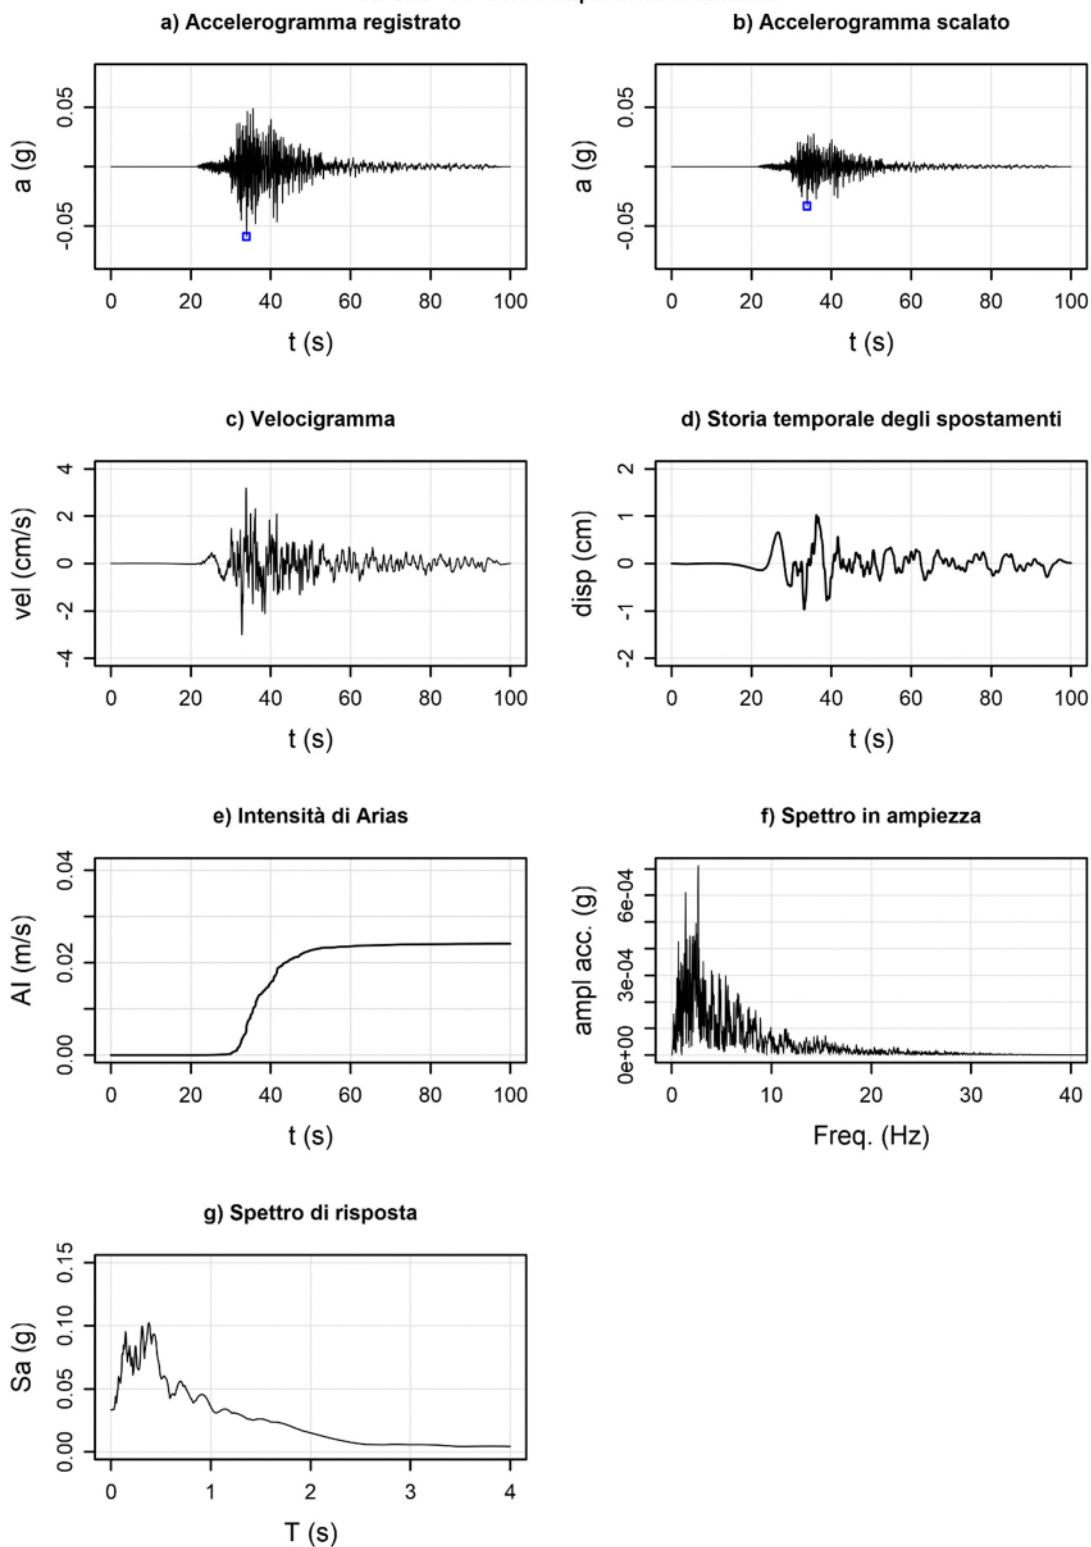 a) Accelerogramma registrato
a (g)
0.05
-0.05
0 20 40 60 80 100
t (s)
b) Accelerogramma scalato
a (g)
0.05
-0.05
0 20 40 60 80 100
t (s)
c) Velocigramma
vel (cm/s)
4
2
0
-2
-4
0 20 40 60 80 100
t (s)
d) Storia temporale degli spostamenti
disp (cm)
2
1
0
-1
-2
0 20 40 60 80 100
t (s)
e) Intensità di Arias
AI (m/s)
0.04
0.02
0.00
0 20 40 60 80 100
t (s)
f) Spettro in ampiezza
ampl acc. (g)
6e-04
3e-04
0e+00
0 10 20 30 40
Freq. (Hz)
g) Spettro di risposta
Sa (g)
0.15
0.10
0.05
0.00
0 1 2 3 4
T (s)